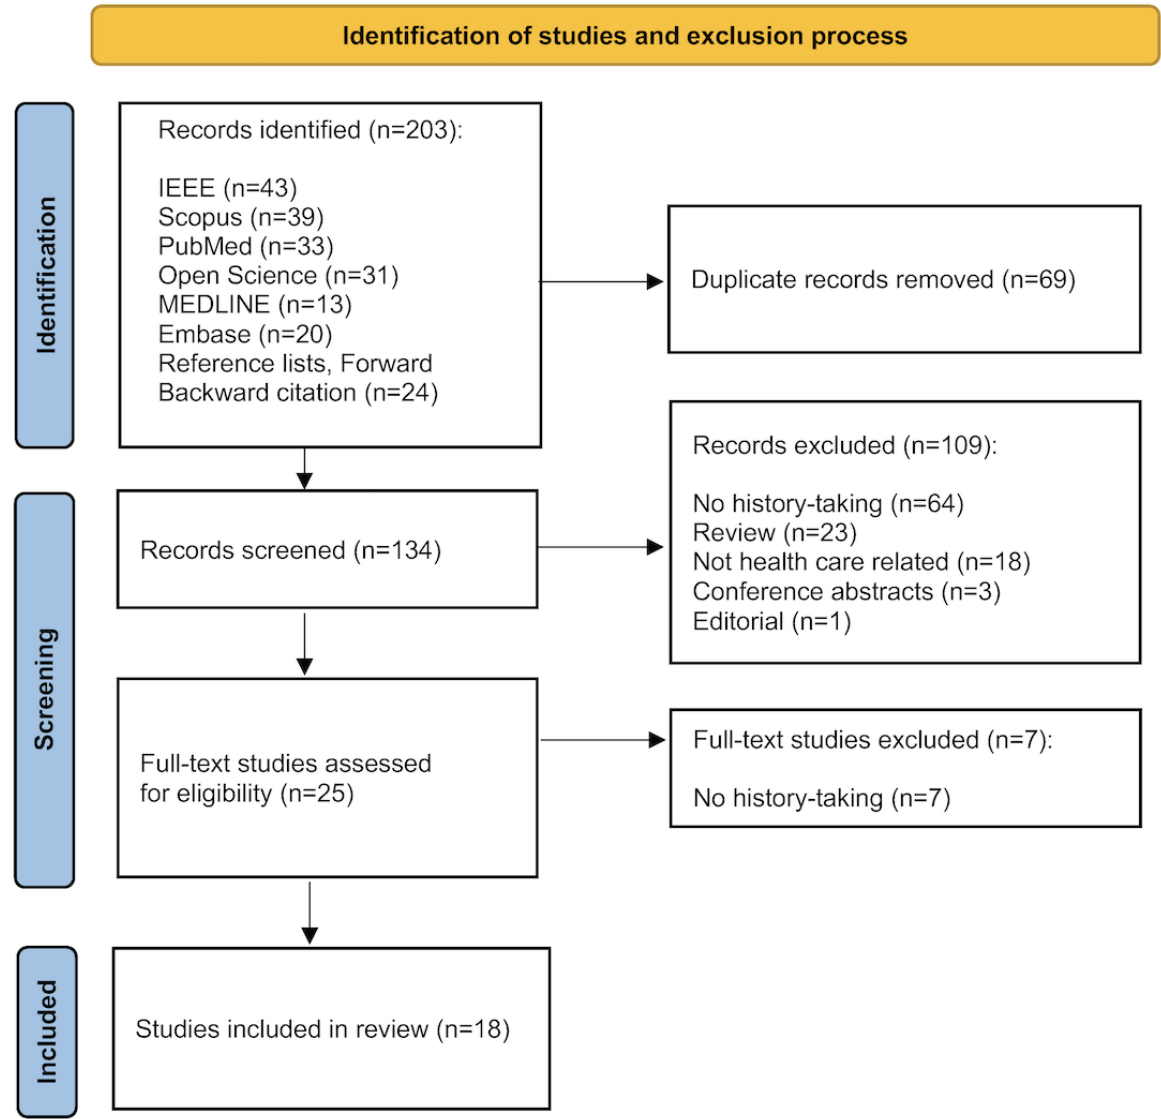 Identification of studies and exclusion process
Identification
Records identified (n=203):
IEEE (n=43)
Scopus (n=39)
PubMed (n=33)
Open Science (n=31)
MEDLINE (n=13)
Embase (n=20)
Reference lists, Forward
Backward citation (n=24)
Duplicate records removed (n=69)
Screening
Records screened (n=134)
Records excluded (n=109):
No history-taking (n=64)
Review (n=23)
Not health care related (n=18)
Conference abstracts (n=3)
Editorial (n=1)
Full-text studies assessed
for eligibility (n=25)
Full-text studies excluded (n=7):
No history-taking (n=7)
Included
Studies included in review (n=18)